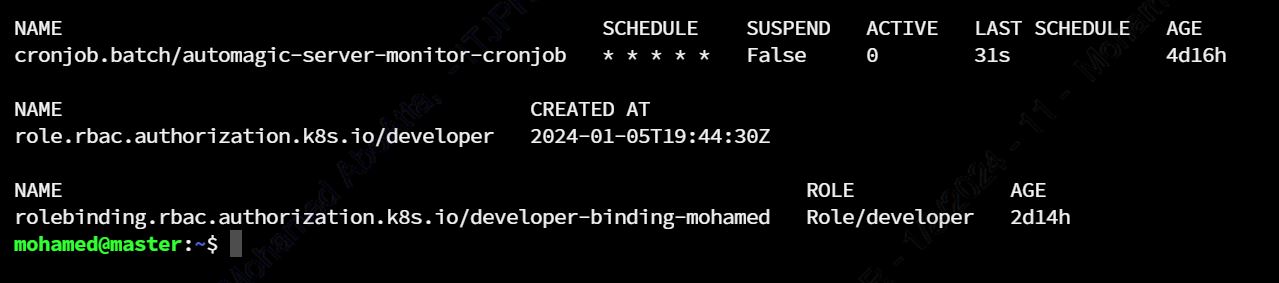 NAME SCHEDULE SUSPEND ACTIVE LAST SCHEDULE AGE
cronjob.batch/automagic-server-monitor-cronjob * * * * * False 0 31s 4d16h
NAME CREATED AT
role.rbac.authorization.k8s.io/developer 2024-01-05T19:44:30Z
NAME ROLE AGE
rolebinding.rbac.authorization.k8s.io/developer-binding-mohamed Role/developer 2d14h
mohamed@master:~$